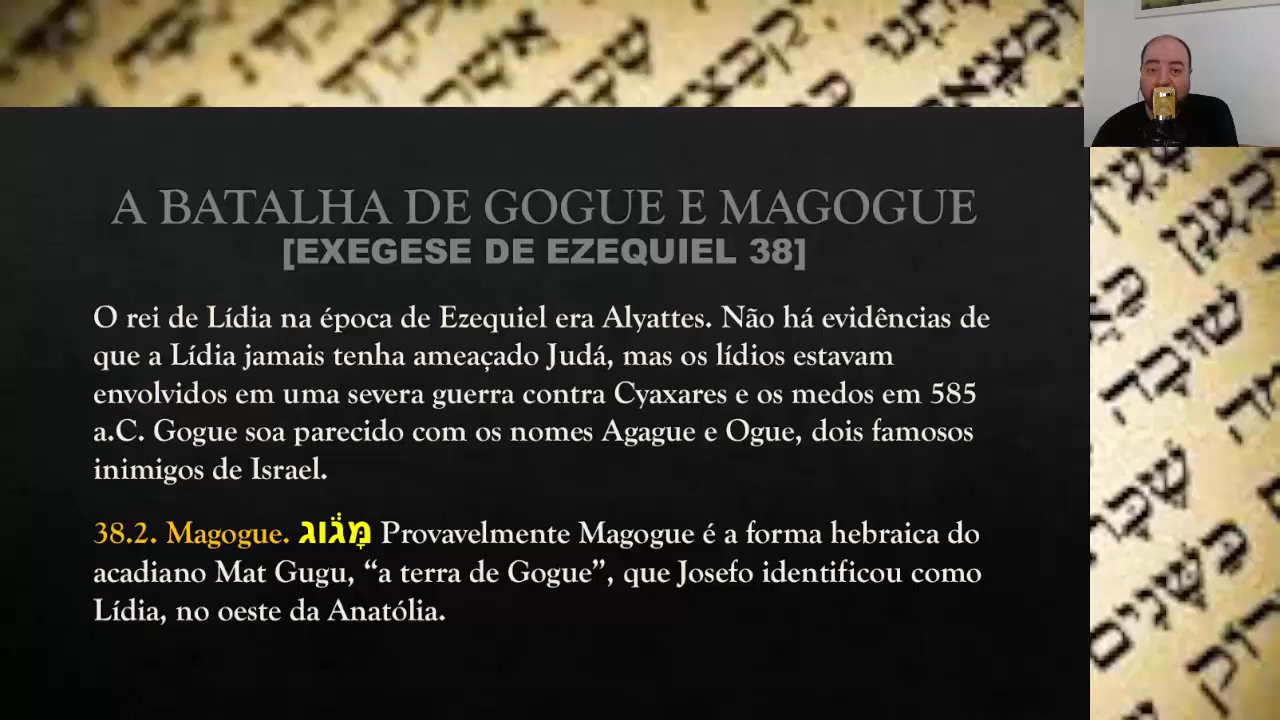 A BATALHA DE GOGUE E MAGOGUE
[EXEGESE DE EZEQUIEL 38]
O rei de Lídia na época de Ezequiel era Alyattes. Não há evidências de
que a Lídia jamais tenha ameaçado Judá, mas os lídios estavam
envolvidos em uma severa guerra contra Cyaxares e os medos em 585
a.C. Gogue soa parecido com os nomes Agague e Ogue, dois famosos
inimigos de Israel.
38.2. Magogue. מָג֔וֹג Provavelmente Magogue é a forma hebraica do
acadiano Mat Gugu, “a terra de Gogue”, que Josefo identificou como
Lídia, no oeste da Anatólia.